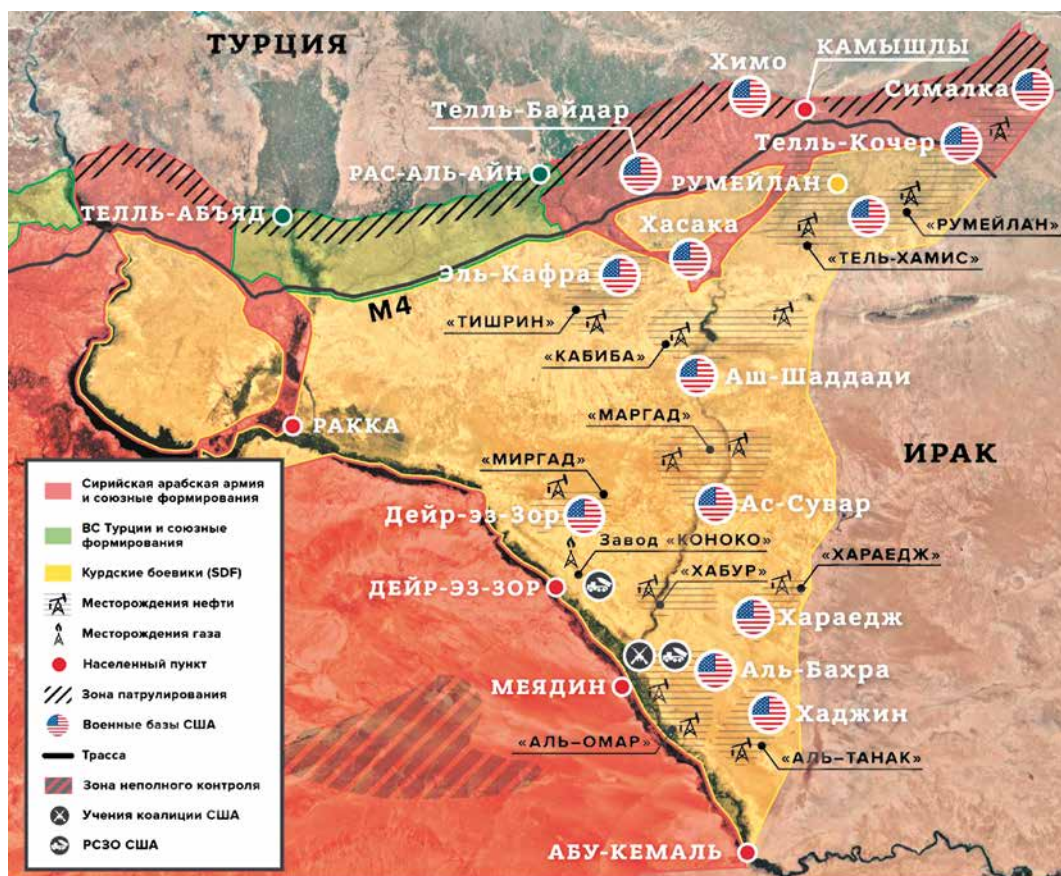 ТУРЦИЯ
КАМЫШЛЫ
Химо
Сималка
Телль-Байдар
Телль-Кочер
РАС-АЛЬ-АЙН
РУМЕЙЛАН
ТЕЛЛЬ-АБЪЯД
«РУМЕЙЛАН»
Хасака
«ТЕЛЬ-ХАМИС»
Эль-Кафра
М4
«ТИШРИН»
«КАБИБА»
Аш-Шаддади
«МАРГАД»
РАККА
ИРАК
«МИРГАД»
Ас-Сувар
Дейр-эз-Зор
Завод «КОНОКО»
«ХАРАЕДЖ»
«ХАБУР»
ДЕЙР-ЭЗ-ЗОР
Хараедж
Аль-Бахра
МЕЯДИН
Хаджин
«АЛЬ-ОМАР»
«АЛЬ-ТАНАК»
АБУ-КЕМАЛЬ
Сирийская арабская армия
и союзные формирования
ВС Турции и союзные
формирования
Курдские боевики (SDF)
Месторождения нефти
Месторождения газа
Населенный пункт
Зона патрулирования
Военные базы США
Трасса
Зона неполного контроля
Учения коалиции США
РСЗО США